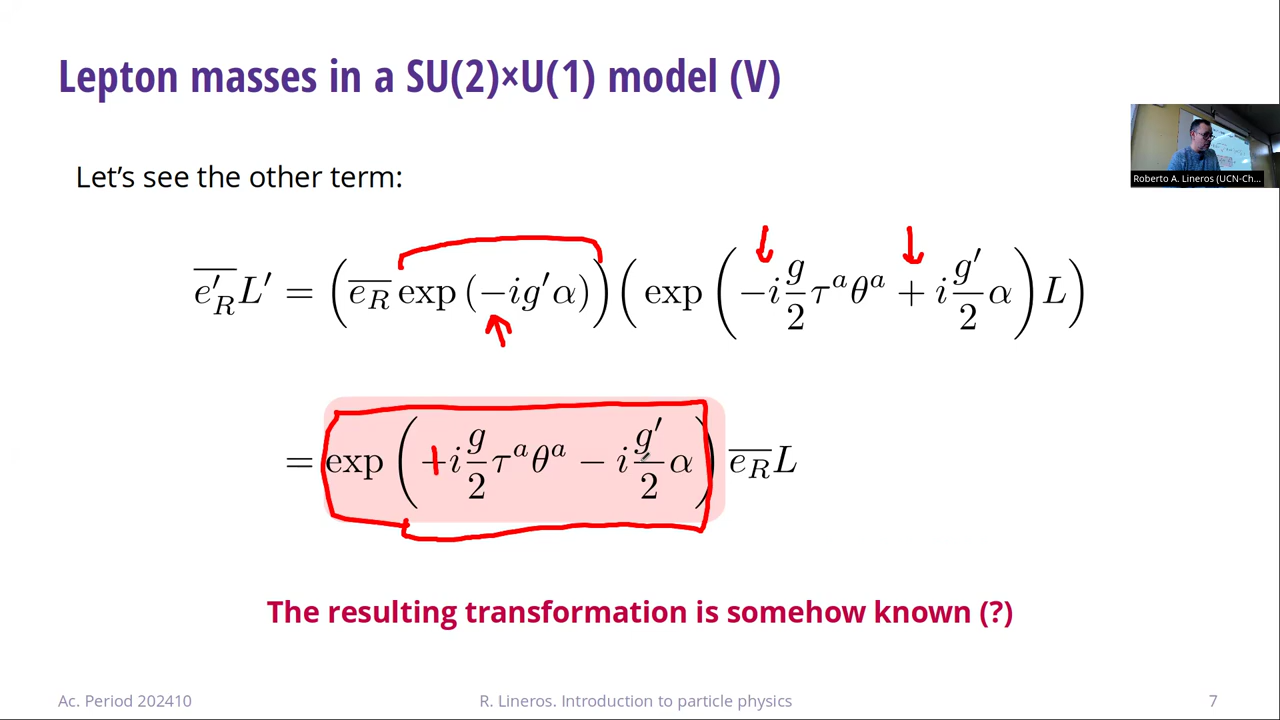 Lepton masses in a SU(2)×U(1) model (V)
Roberto A. Lineros (UCN-Ch...
Let's see the other term:
$\overline{e'_R} L' = \left( \overline{e_R} \exp\left(-ig'\alpha\right) \right) \left( \exp\left( -i\frac{g}{2}\tau^a\theta^a + i\frac{g'}{2}\alpha \right) L \right)$
$= \exp\left( +i\frac{g}{2}\tau^a\theta^a - i\frac{g'}{2}\alpha \right) \overline{e_R} L$
The resulting transformation is somehow known (?)
Ac. Period 202410
R. Lineros. Introduction to particle physics
7